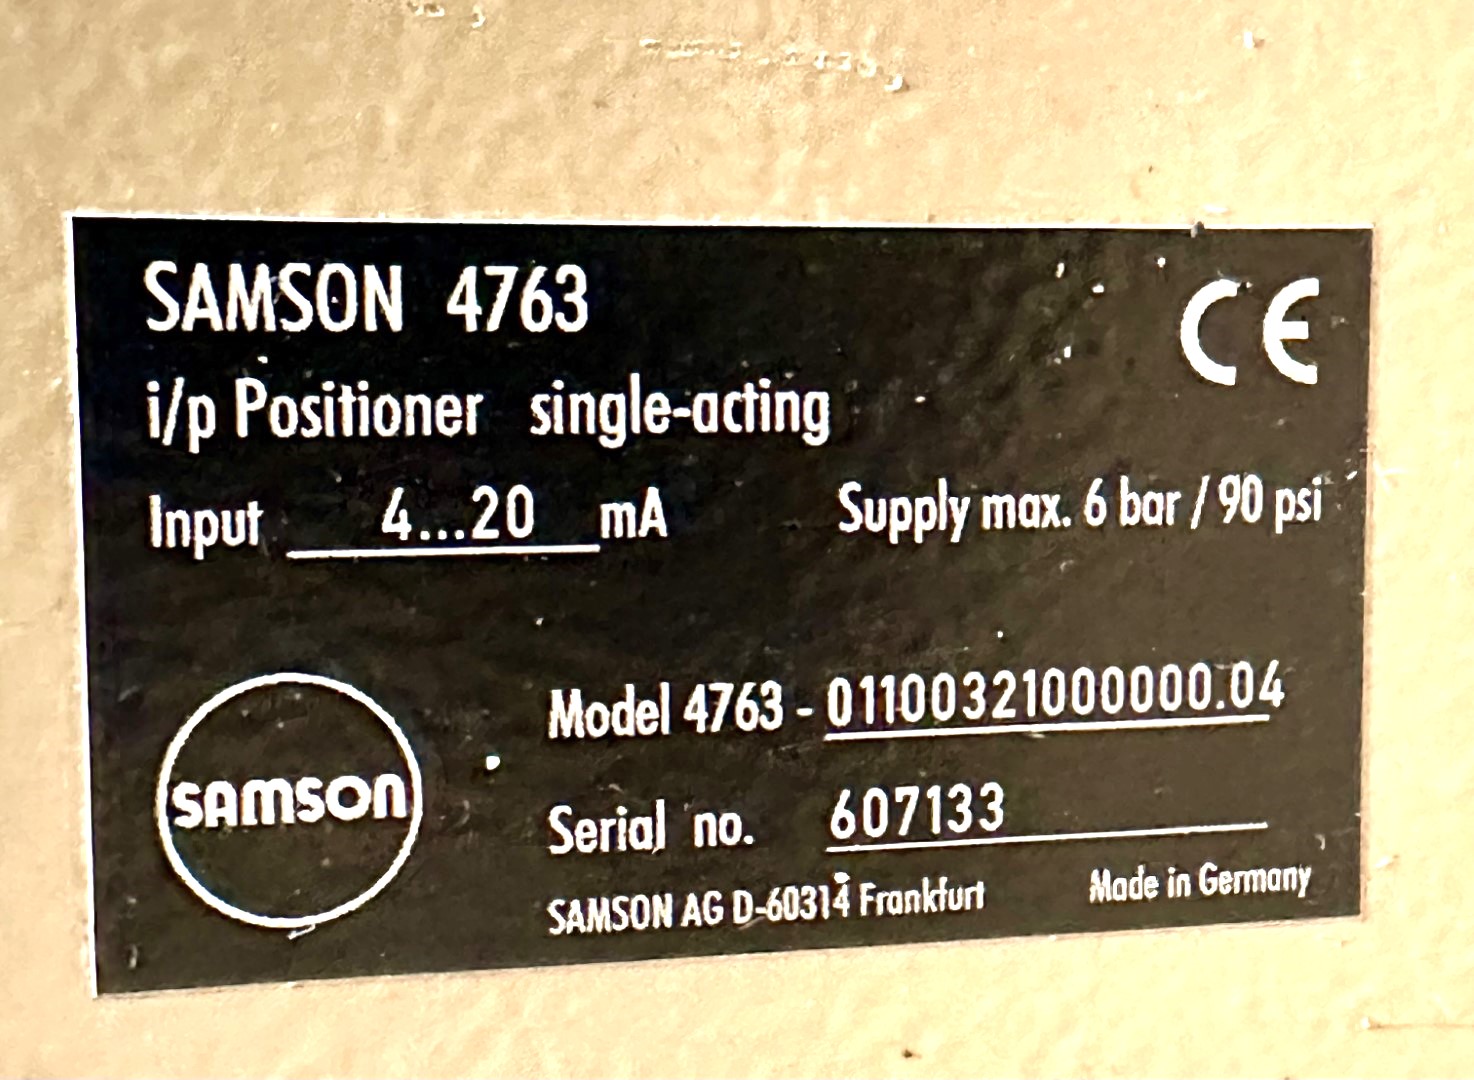 SAMSON 4763
CE
i/p Positioner single-acting
Input 4...20 mA Supply max. 6 bar / 90 psi
Model 4763 - 01100321000000.04
Serial no. 607133
SAMSON AG D-60314 Frankfurt Made in Germany
samson